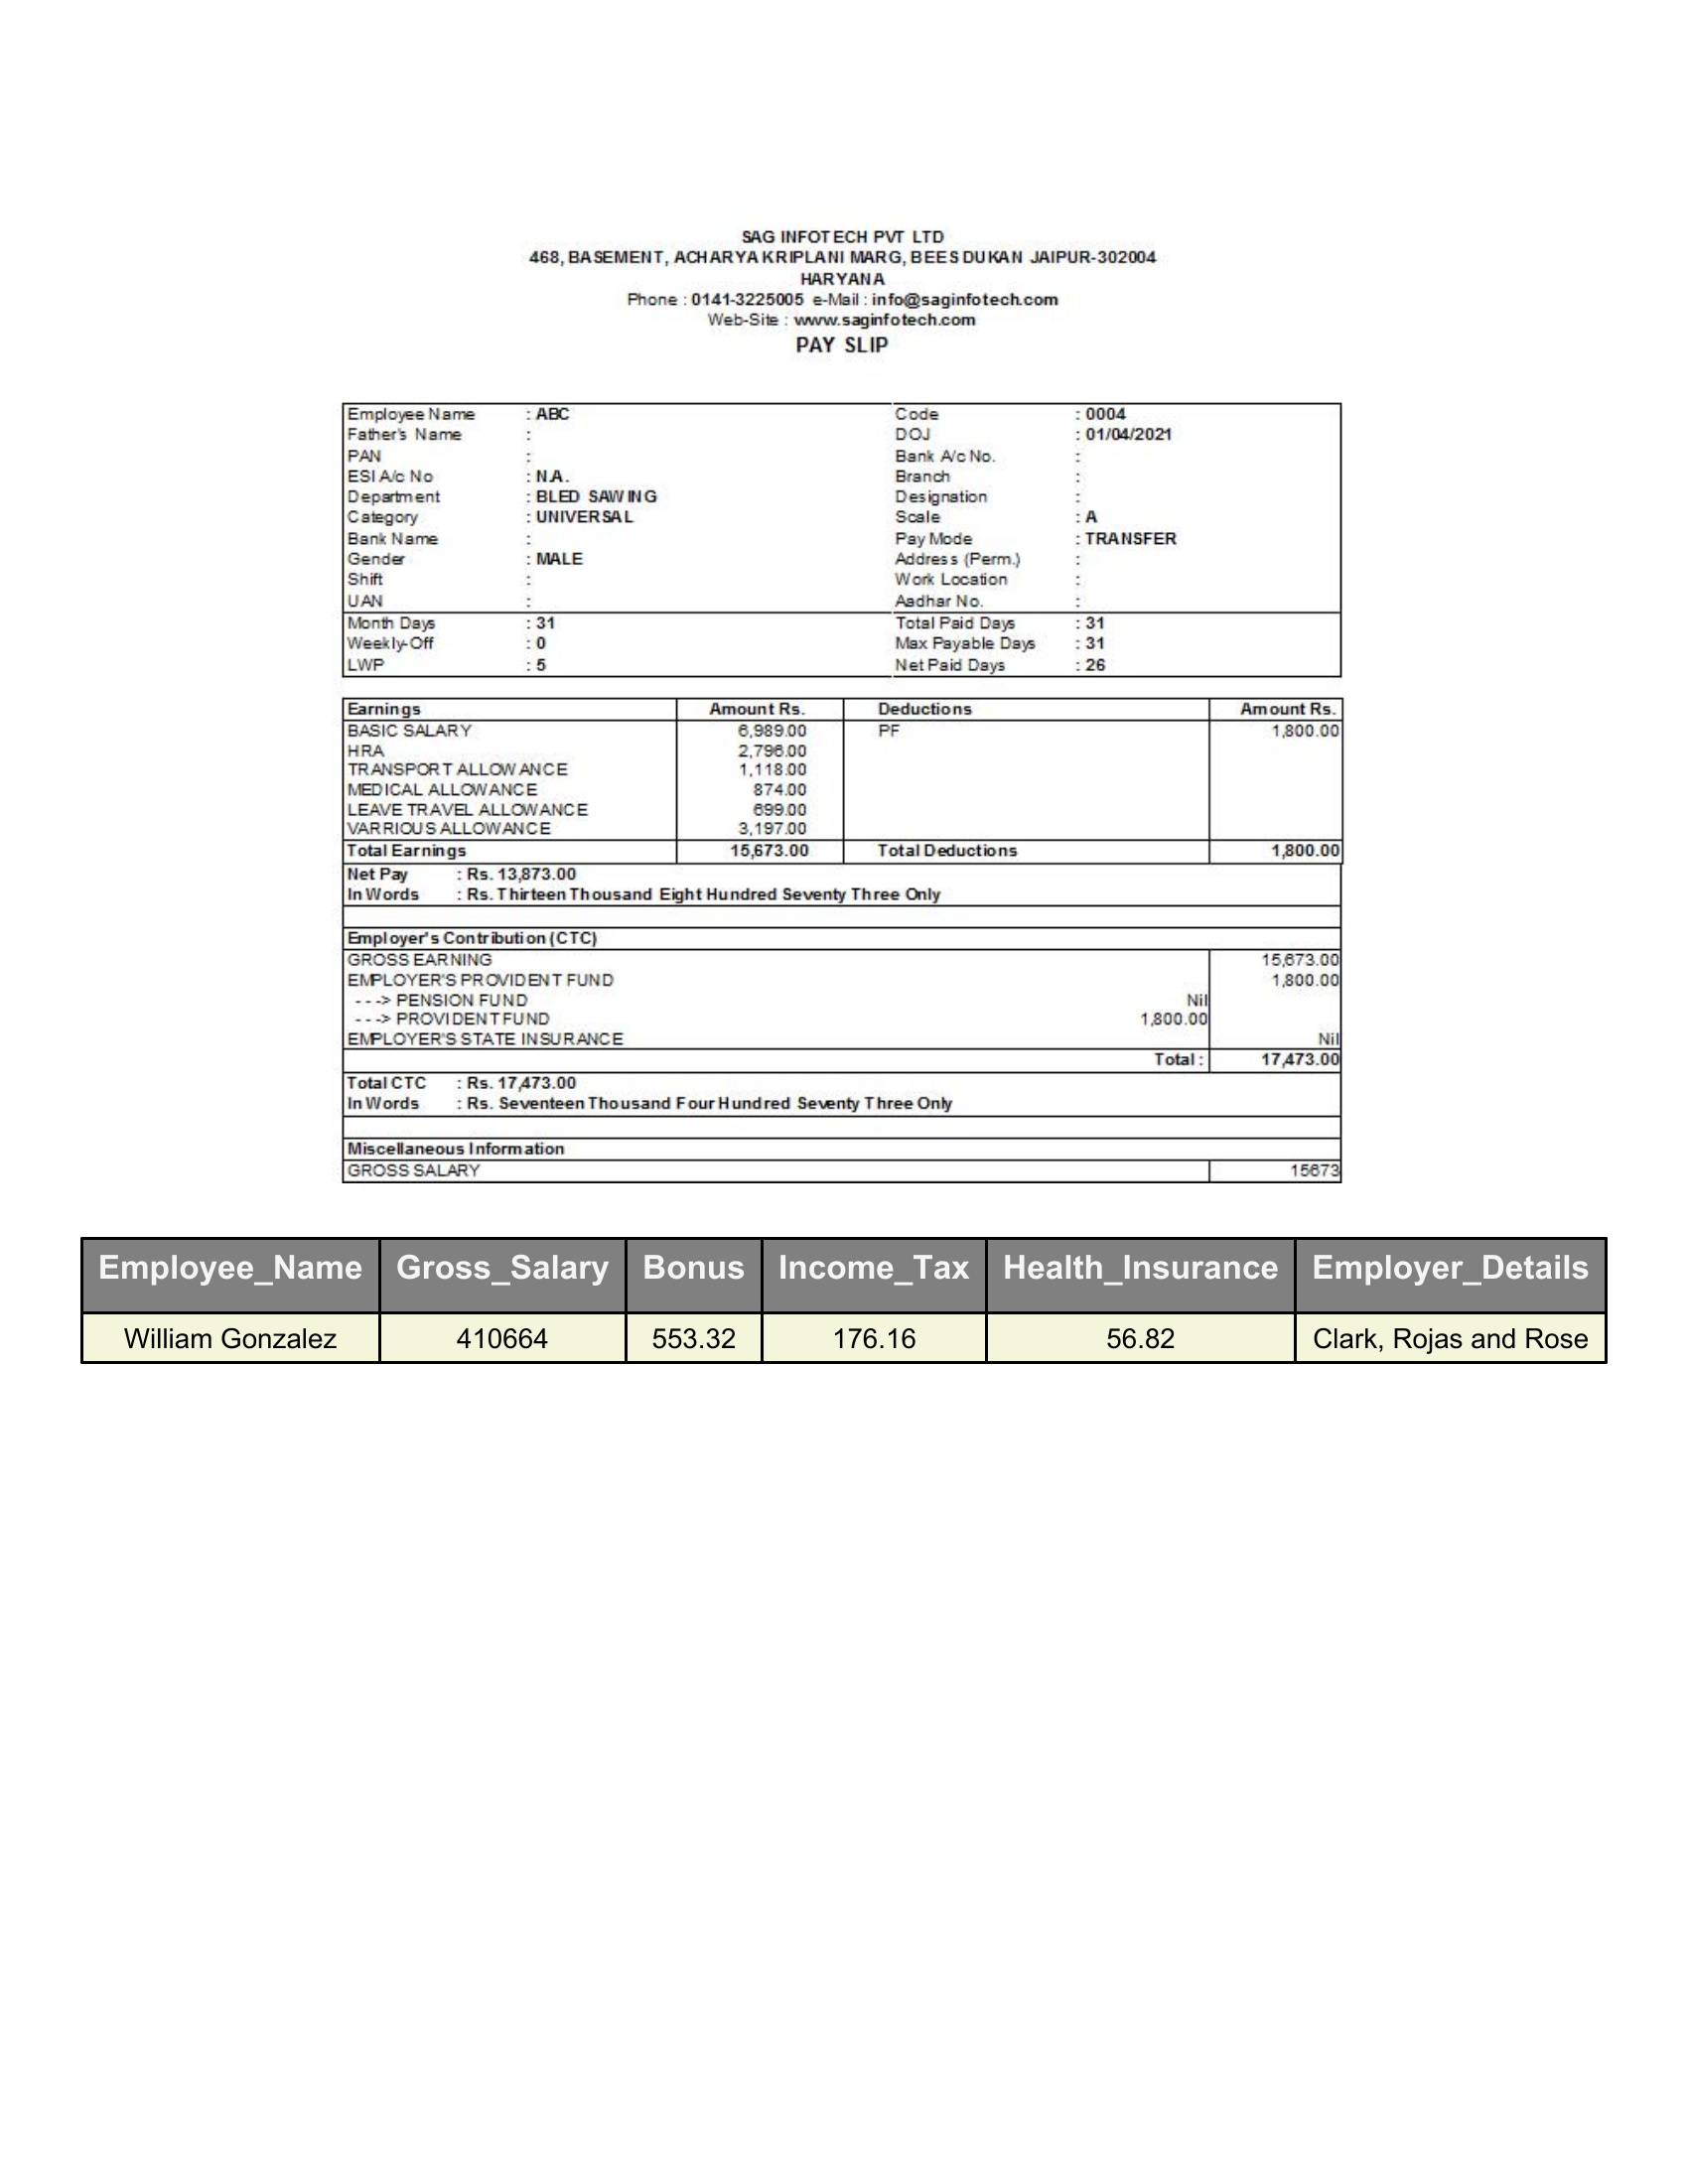 SAG INFOTECH PVT LTD
468, BASEMENT, ACHARYA KRIPLANI MARG, BEES DUKAN JAIPUR-302004
HARYANA
Phone : 0141-3225005 e-Mail : info@saginfotech.com
Web-Site : www.saginfotech.com
PAY SLIP
Employee Name : ABC Code : 0004
Father's Name : DOJ : 01/04/2021
PAN : Bank A/c No. :
ESI A/c No : N.A. Branch :
Department : BLED SAWING Designation :
Category : UNIVERSAL Scale : A
Bank Name : Pay Mode : TRANSFER
Gender : MALE Address (Perm.) :
Shift : Work Location :
UAN : Aadhar No. :
Month Days : 31 Total Paid Days : 31
Weekly-Off : 0 Max Payable Days : 31
LWP : 5 Net Paid Days : 26
Earnings Amount Rs. Deductions Amount Rs.
BASIC SALARY 6,989.00 PF 1,800.00
HRA 2,796.00
TRANSPORT ALLOWANCE 1,118.00
MEDICAL ALLOWANCE 874.00
LEAVE TRAVEL ALLOWANCE 699.00
VARRIOUS ALLOWANCE 3,197.00
Total Earnings 15,673.00 Total Deductions 1,800.00
Net Pay : Rs. 13,873.00
In Words : Rs. Thirteen Thousand Eight Hundred Seventy Three Only
Employer's Contribution (CTC)
GROSS EARNING 15,673.00
EMPLOYER'S PROVIDENT FUND 1,800.00
---> PENSION FUND Nil
---> PROVIDENT FUND 1,800.00
EMPLOYER'S STATE INSURANCE Nil
Total : 17,473.00
Total CTC : Rs. 17,473.00
In Words : Rs. Seventeen Thousand Four Hundred Seventy Three Only
Miscellaneous Information
GROSS SALARY 15673
Employee_Name Gross_Salary Bonus Income_Tax Health_Insurance Employer_Details
William Gonzalez 410664 553.32 176.16 56.82 Clark, Rojas and Rose